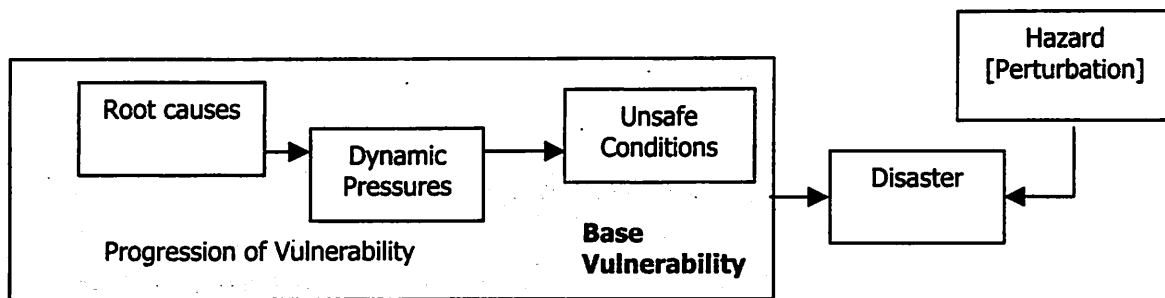 Hazard
[Perturbation]
Root causes
Dynamic
Pressures
Unsafe
Conditions
Disaster
Progression of Vulnerability
Base
Vulnerability